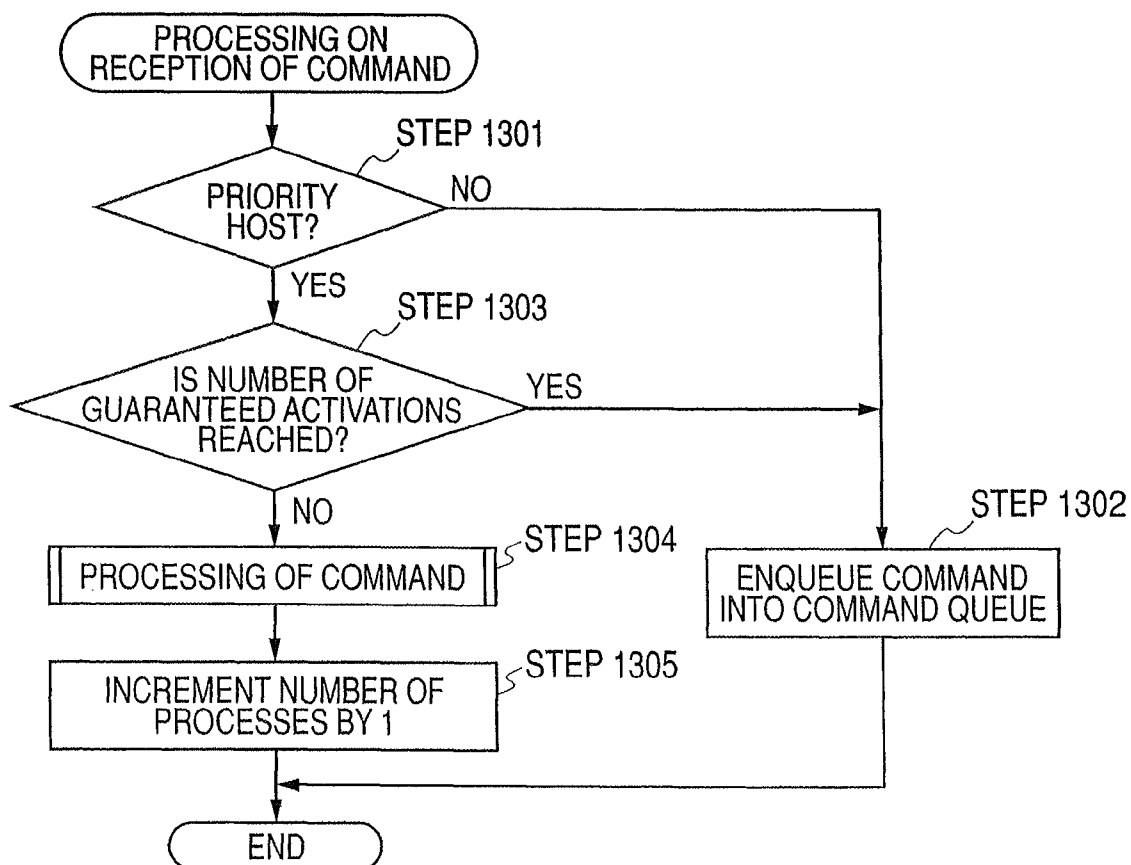 PROCESSING ON
RECEPTION OF COMMAND
STEP 1301
PRIORITY
HOST?
NO
YES
STEP 1303
IS NUMBER OF
GUARANTEED ACTIVATIONS
REACHED?
YES
NO
STEP 1302
STEP 1304
PROCESSING OF COMMAND
ENQUEUE COMMAND
INTO COMMAND QUEUE
STEP 1305
INCREMENT NUMBER OF
PROCESSES BY 1
END